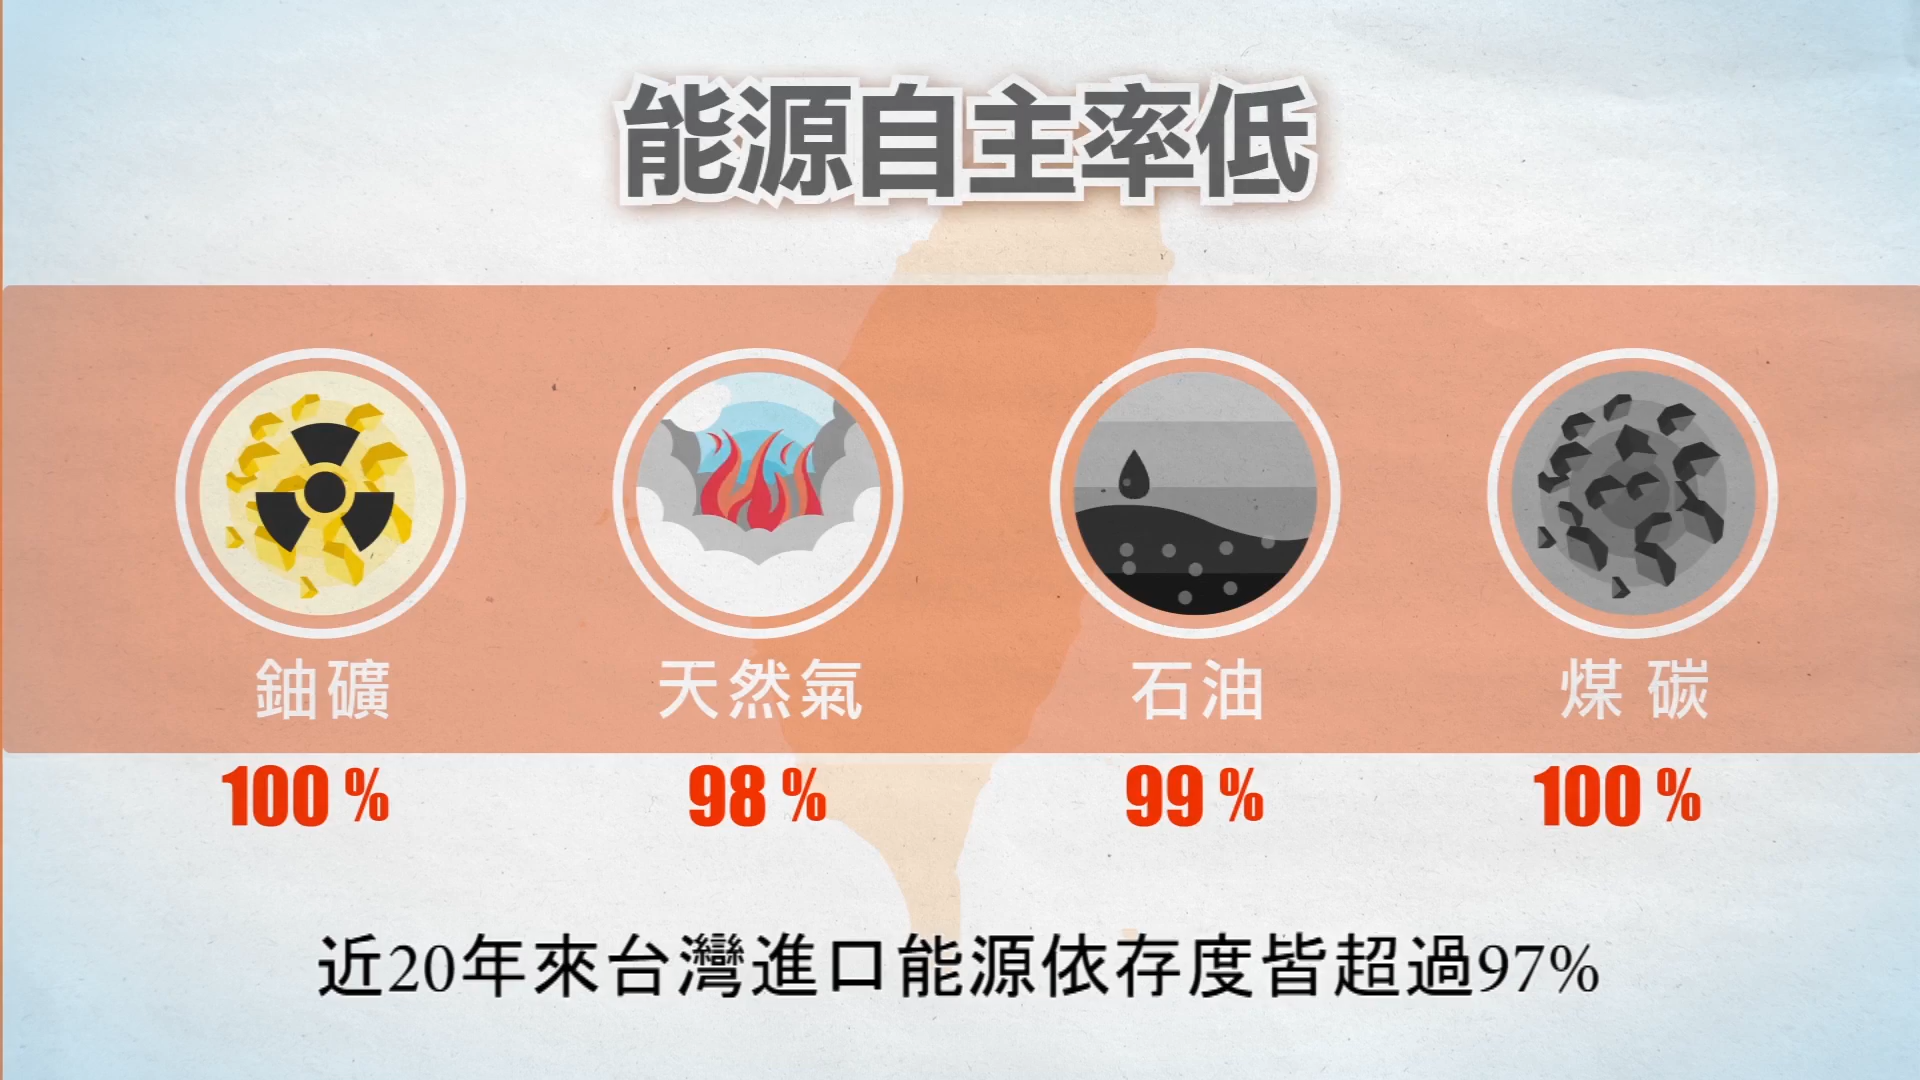 能源自主率低
鈾礦 天然氣 石油 煤碳
100% 98% 99% 100%
近20年來台灣進口能源依存度皆超過97%